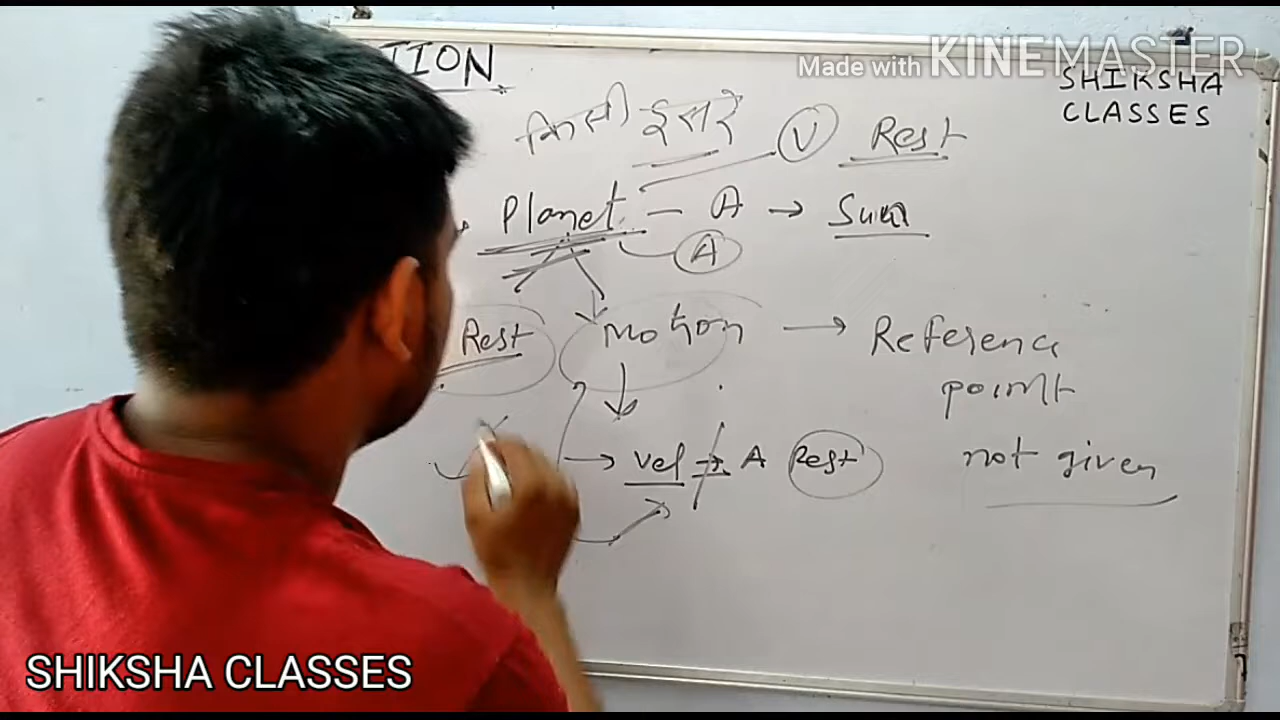 TION
Made with KINEMASTER
SHIKSHA
CLASSES
किसी दूसरे V Rest
Planet — A → Sun
A
Rest Motion → Reference
point
→ vel → A Rest not given
SHIKSHA CLASSES